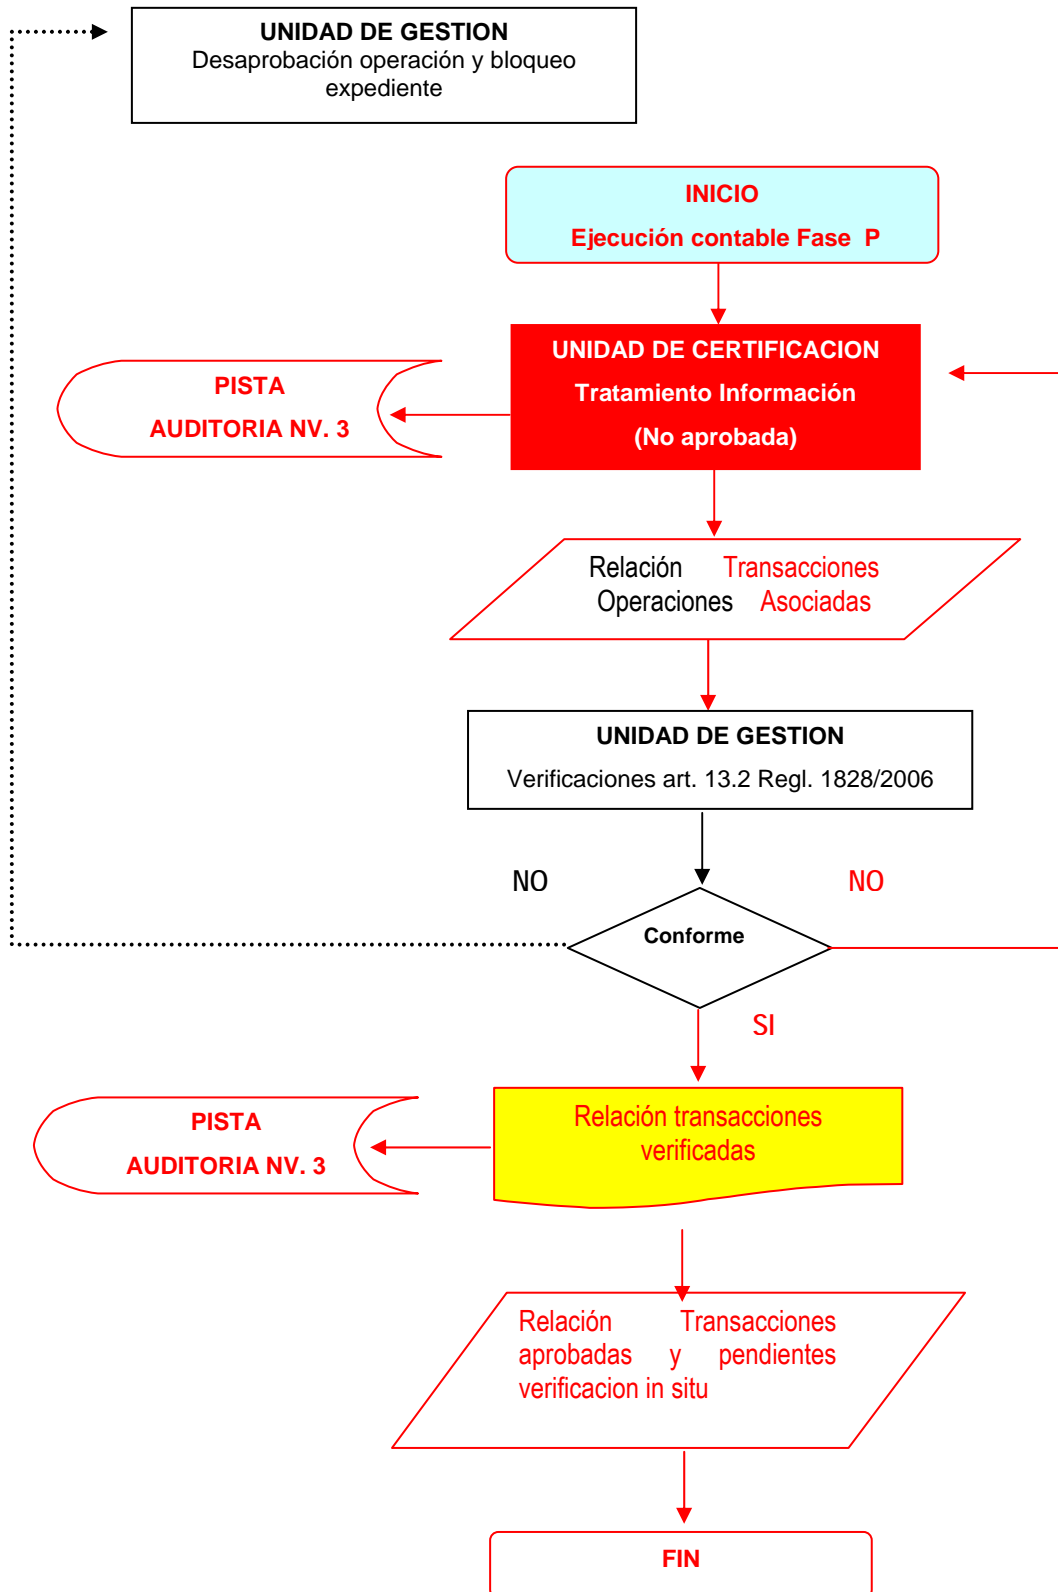 UNIDAD DE GESTION
Desaprobación operación y bloqueo
expediente
INICIO
Ejecución contable Fase P
UNIDAD DE CERTIFICACION
Tratamiento Información
(No aprobada)
PISTA
AUDITORIA NV. 3
Relación Transacciones
Operaciones Asociadas
UNIDAD DE GESTION
Verificaciones art. 13.2 Regl. 1828/2006
NO
NO
Conforme
SI
Relación transacciones
verificadas
PISTA
AUDITORIA NV. 3
Relación Transacciones
aprobadas y pendientes
verificacion in situ
FIN